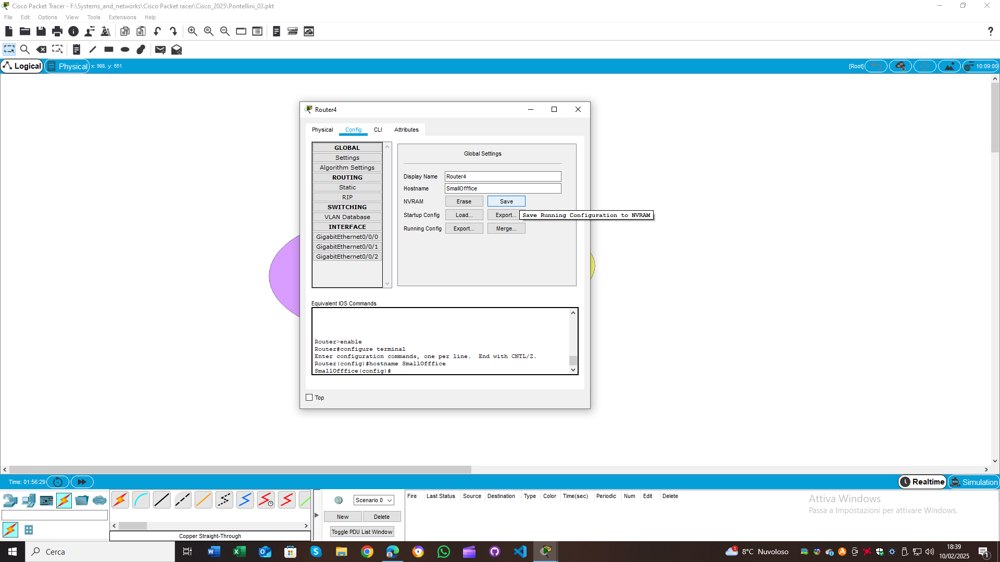 Cisco Packet Tracer - F:\Systems_and_networks\Cisco Packet racer\Cisco_2025\Pontellini_03.pkt
File Edit Options View Tools Extensions Help
Logical Physical x: 988, y: 651 [Root] 10:09:00
Router4
Physical Config CLI Attributes
GLOBAL
Settings
Algorithm Settings
ROUTING
Static
RIP
SWITCHING
VLAN Database
INTERFACE
GigabitEthernet0/0/0
GigabitEthernet0/0/1
GigabitEthernet0/0/2
Global Settings
Display Name Router4
Hostname SmallOfffice
NVRAM Erase Save
Startup Config Load... Export...
Save Running Configuration to NVRAM
Running Config Export... Merge...
Equivalent IOS Commands
Router>enable
Router#configure terminal
Enter configuration commands, one per line.  End with CNTL/Z.
Router(config)#hostname SmallOfffice
SmallOfffice(config)#
Top
Time: 01:56:29 Realtime Simulation
Scenario 0
New Delete
Toggle PDU List Window
Fire Last Status Source Destination Type Color Time(sec) Periodic Num Edit Delete
Copper Straight-Through
Attiva Windows
Passa a Impostazioni per attivare Windows.
Cerca
8°C Nuvoloso
18:39
10/02/2025